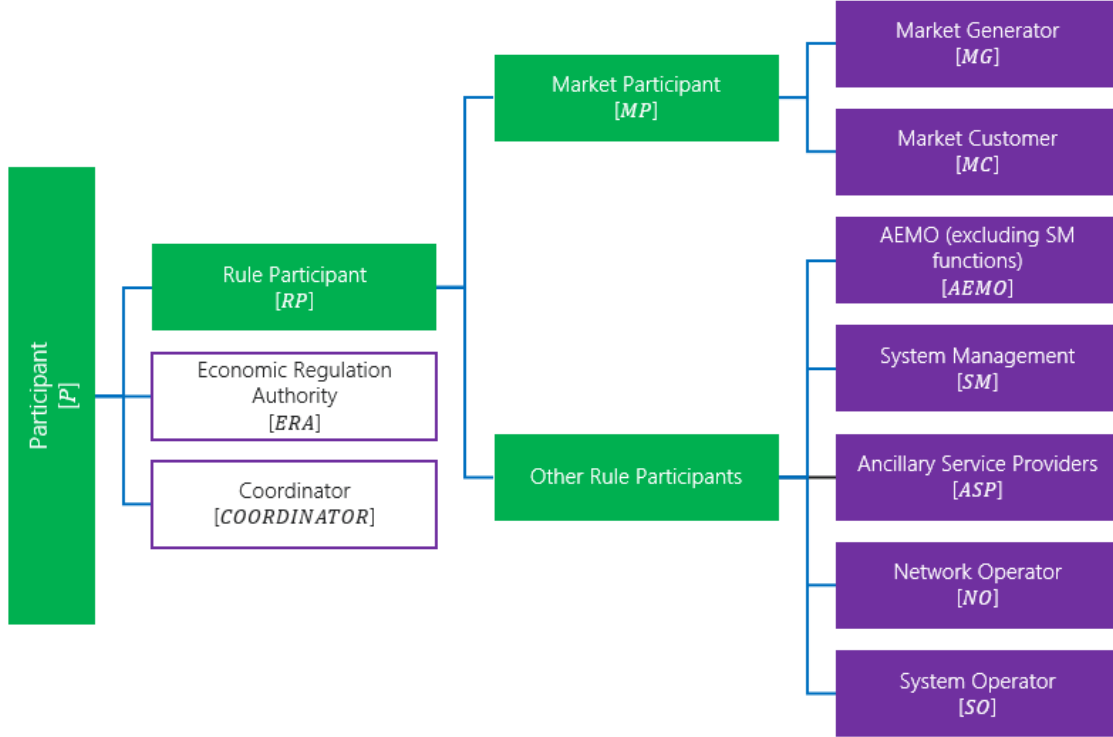 Participant
[P]
Rule Participant
[RP]
Economic Regulation
Authority
[ERA]
Coordinator
[COORDINATOR]
Market Participant
[MP]
Other Rule Participants
Market Generator
[MG]
Market Customer
[MC]
AEMO (excluding SM
functions)
[AEMO]
System Management
[SM]
Ancillary Service Providers
[ASP]
Network Operator
[NO]
System Operator
[SO]